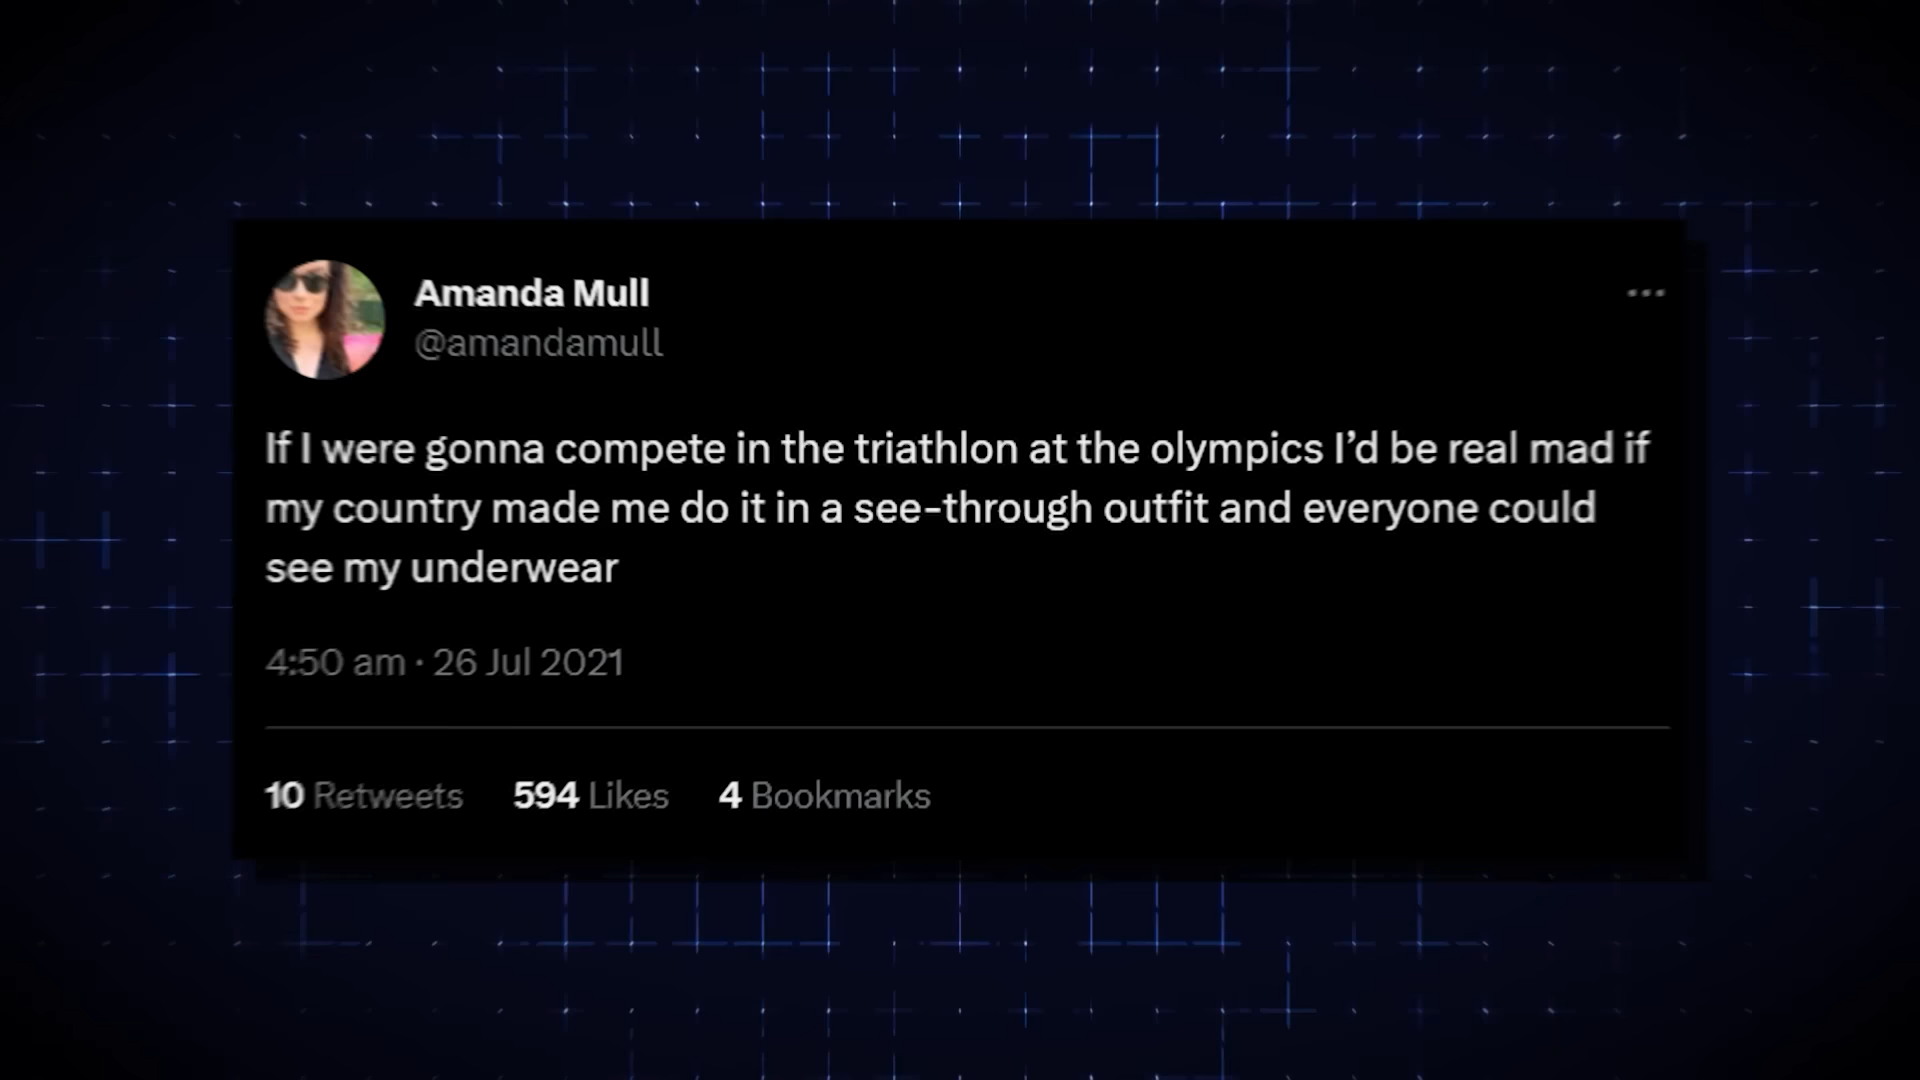 Amanda Mull
@amandamull
If I were gonna compete in the triathlon at the olympics I’d be real mad if
my country made me do it in a see-through outfit and everyone could
see my underwear
4:50 am · 26 Jul 2021
10 Retweets 594 Likes 4 Bookmarks